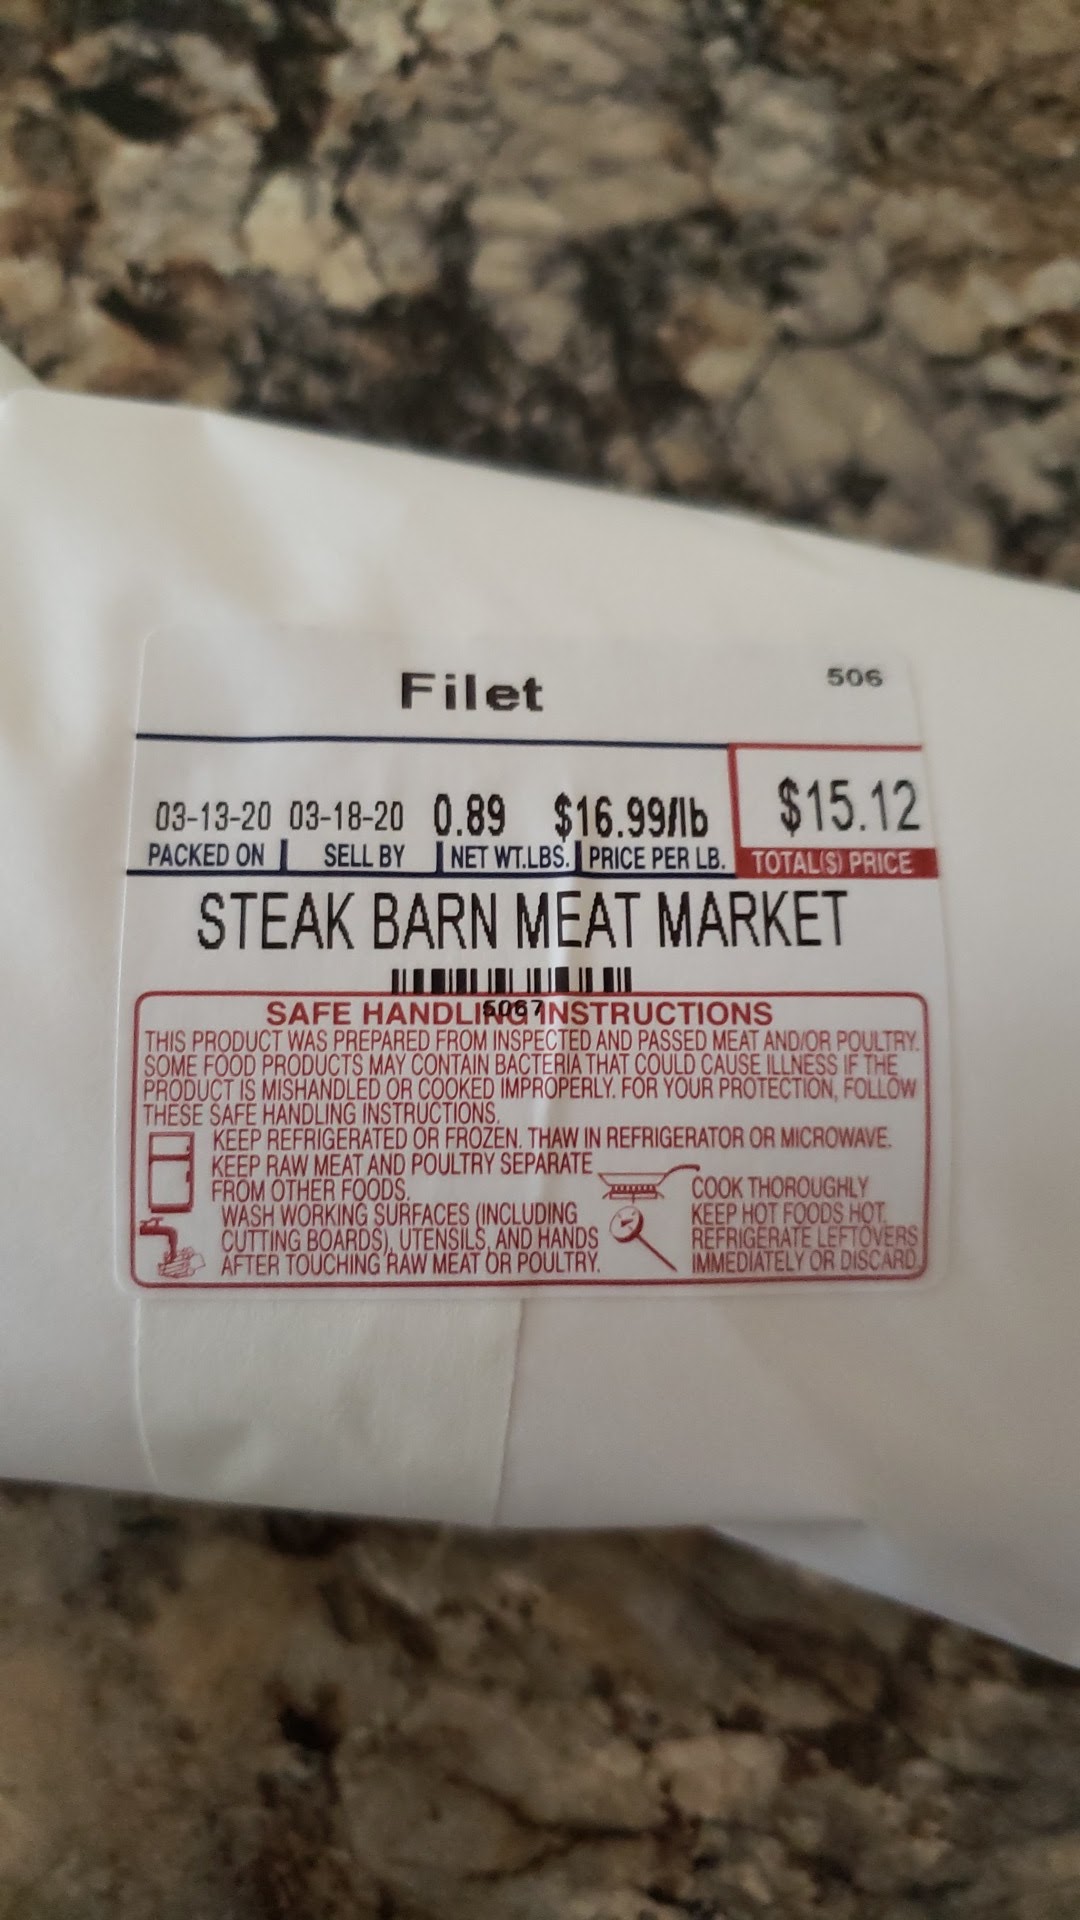 Filet 506
03-13-20 03-18-20 0.89 $16.99/lb $15.12
PACKED ON SELL BY NET WT.LBS. PRICE PER LB. TOTAL(S) PRICE
STEAK BARN MEAT MARKET
5067
SAFE HANDLING INSTRUCTIONS
THIS PRODUCT WAS PREPARED FROM INSPECTED AND PASSED MEAT AND/OR POULTRY.
SOME FOOD PRODUCTS MAY CONTAIN BACTERIA THAT COULD CAUSE ILLNESS IF THE
PRODUCT IS MISHANDLED OR COOKED IMPROPERLY. FOR YOUR PROTECTION, FOLLOW
THESE SAFE HANDLING INSTRUCTIONS.
KEEP REFRIGERATED OR FROZEN. THAW IN REFRIGERATOR OR MICROWAVE.
KEEP RAW MEAT AND POULTRY SEPARATE
FROM OTHER FOODS.
WASH WORKING SURFACES (INCLUDING
CUTTING BOARDS), UTENSILS, AND HANDS
AFTER TOUCHING RAW MEAT OR POULTRY.
COOK THOROUGHLY
KEEP HOT FOODS HOT.
REFRIGERATE LEFTOVERS
IMMEDIATELY OR DISCARD.